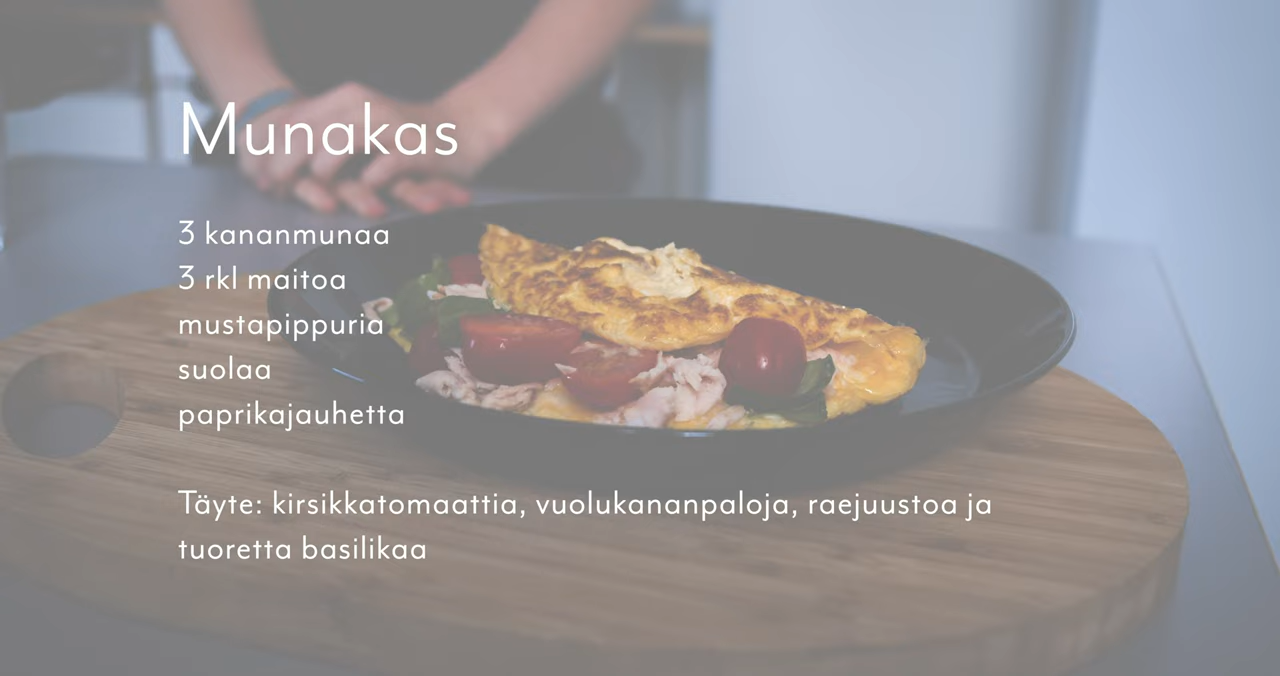 Munakas
3 kananmunaa
3 rkl maitoa
mustapippuria
suolaa
paprikajauhetta
Täyte: kirsikkatomaattia, vuolukananpaloja, raejuustoa ja
tuoretta basilikaa